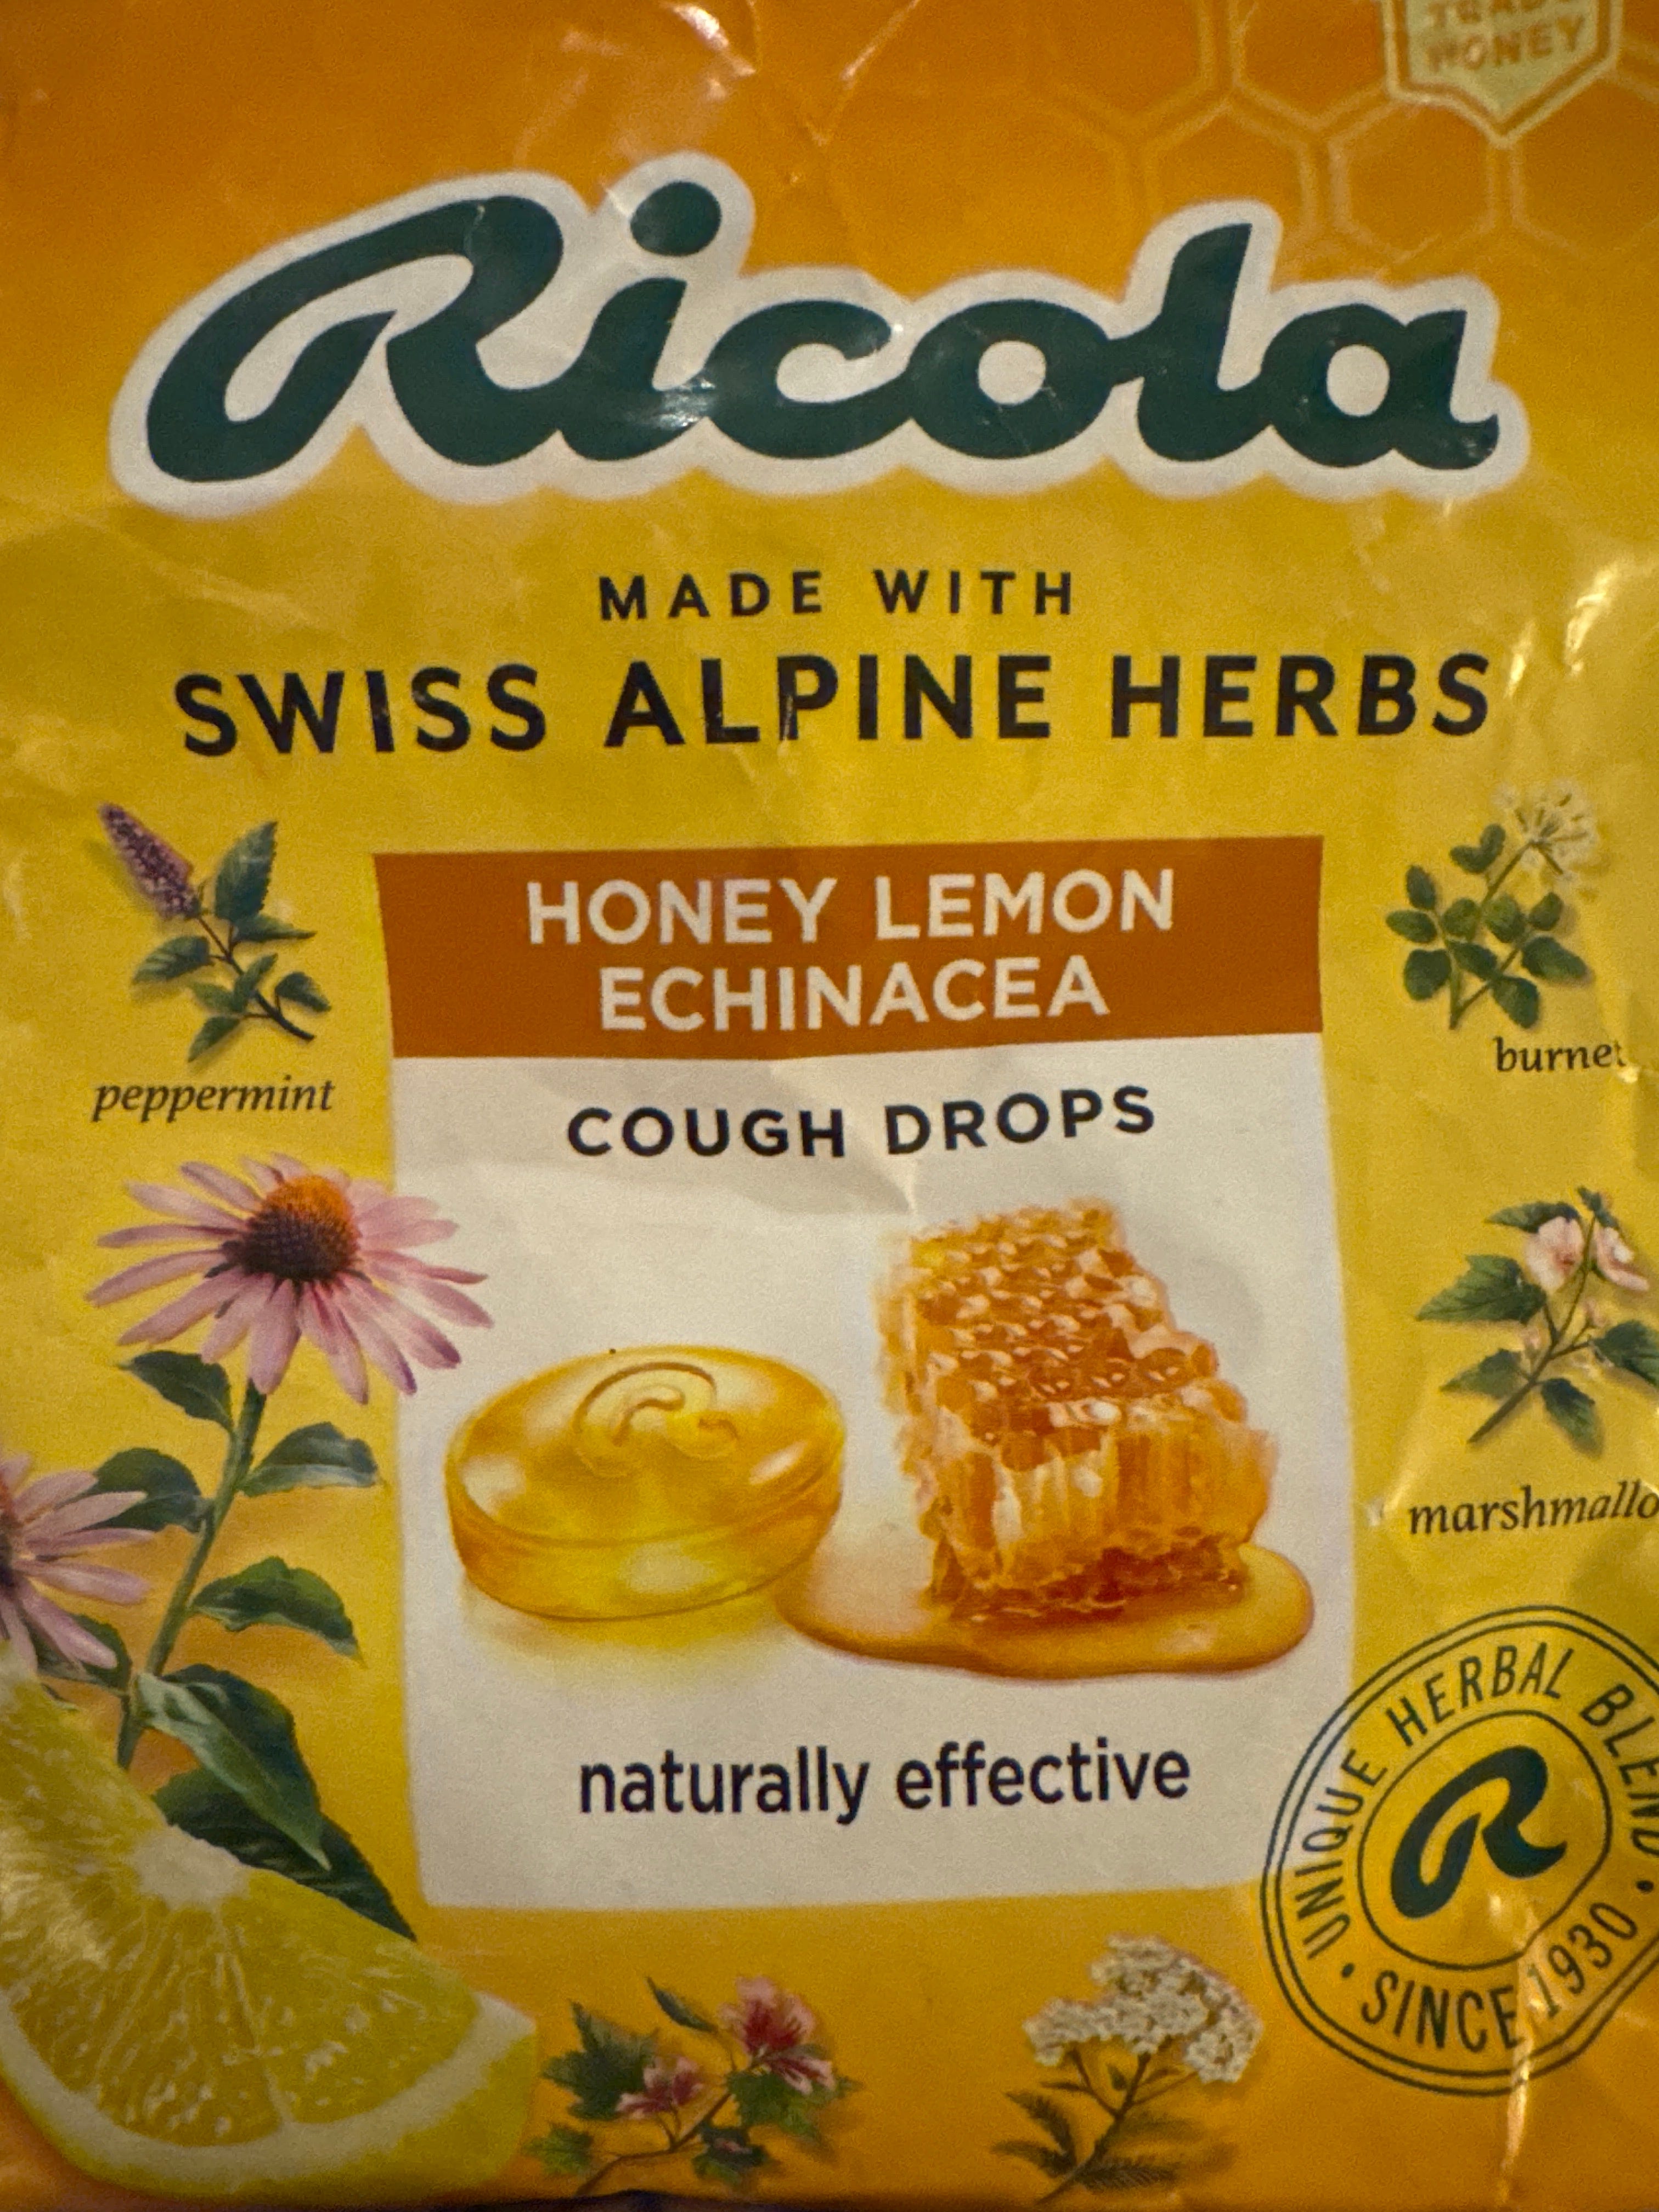 HONEY
Ricola
MADE WITH
SWISS ALPINE HERBS
HONEY LEMON
ECHINACEA
COUGH DROPS
peppermint
burnet
marshmallo
naturally effective
UNIQUE HERBAL BLEND
R
• SINCE 1930 •